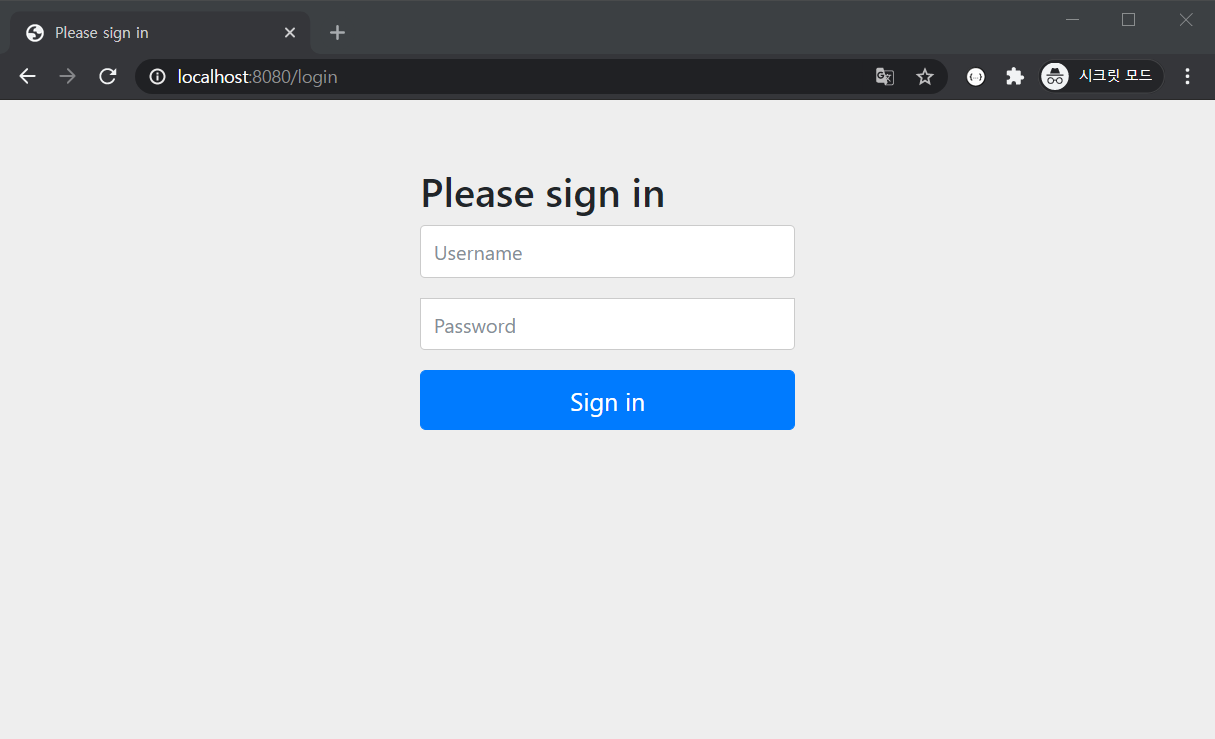 Please sign in
localhost:8080/login
시크릿 모드
Please sign in
Username
Password
Sign in